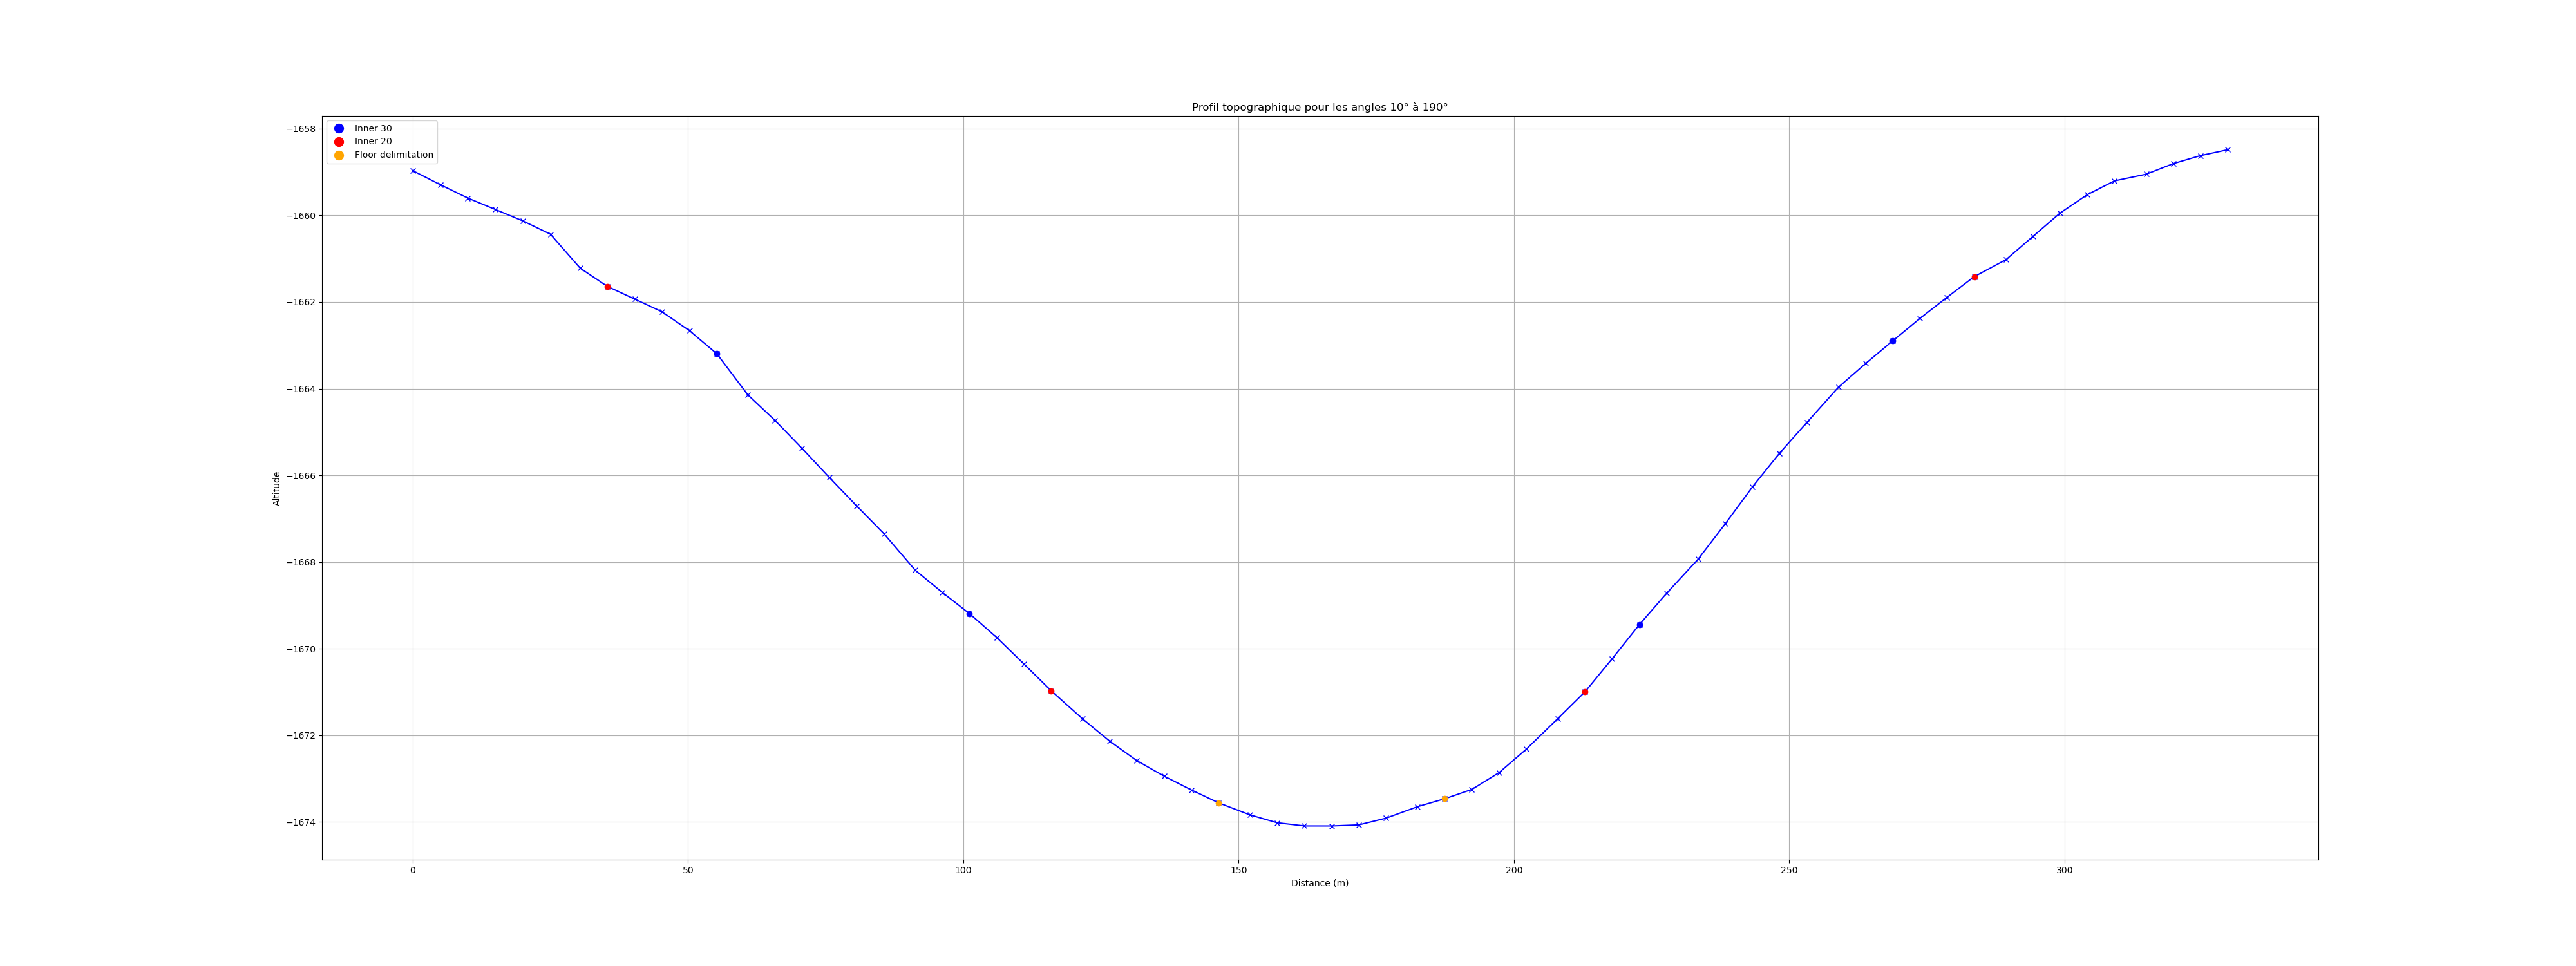 Profil topographique pour les angles 10° à 190°
Inner 30
Inner 20
Floor delimitation
−1658
−1660
−1662
−1664
−1666
−1668
−1670
−1672
−1674
Altitude
0 50 100 150 200 250 300
Distance (m)